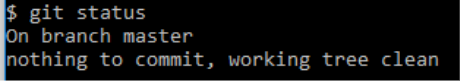 $ git status
On branch master
nothing to commit, working tree clean